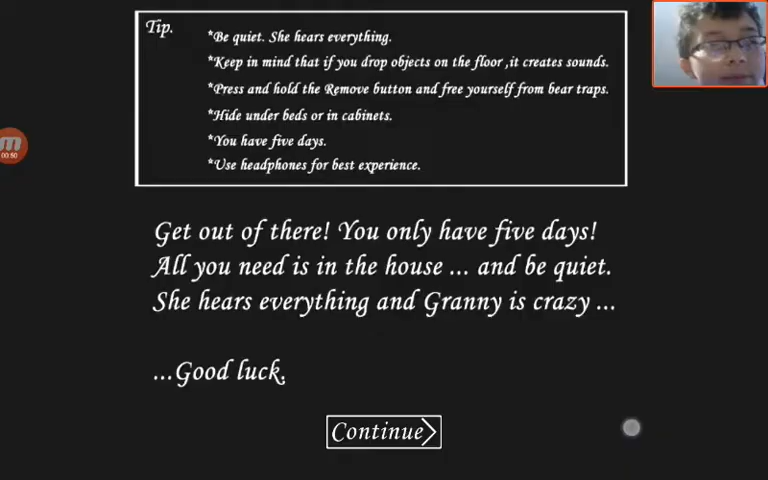 Tip.
*Be quiet. She hears everything.
*Keep in mind that if you drop objects on the floor ,it creates sounds.
*Press and hold the Remove button and free yourself from bear traps.
*Hide under beds or in cabinets.
*You have five days.
*Use headphones for best experience.
00:50
Get out of there! You only have five days!
All you need is in the house ... and be quiet.
She hears everything and Granny is crazy ...
...Good luck.
Continue